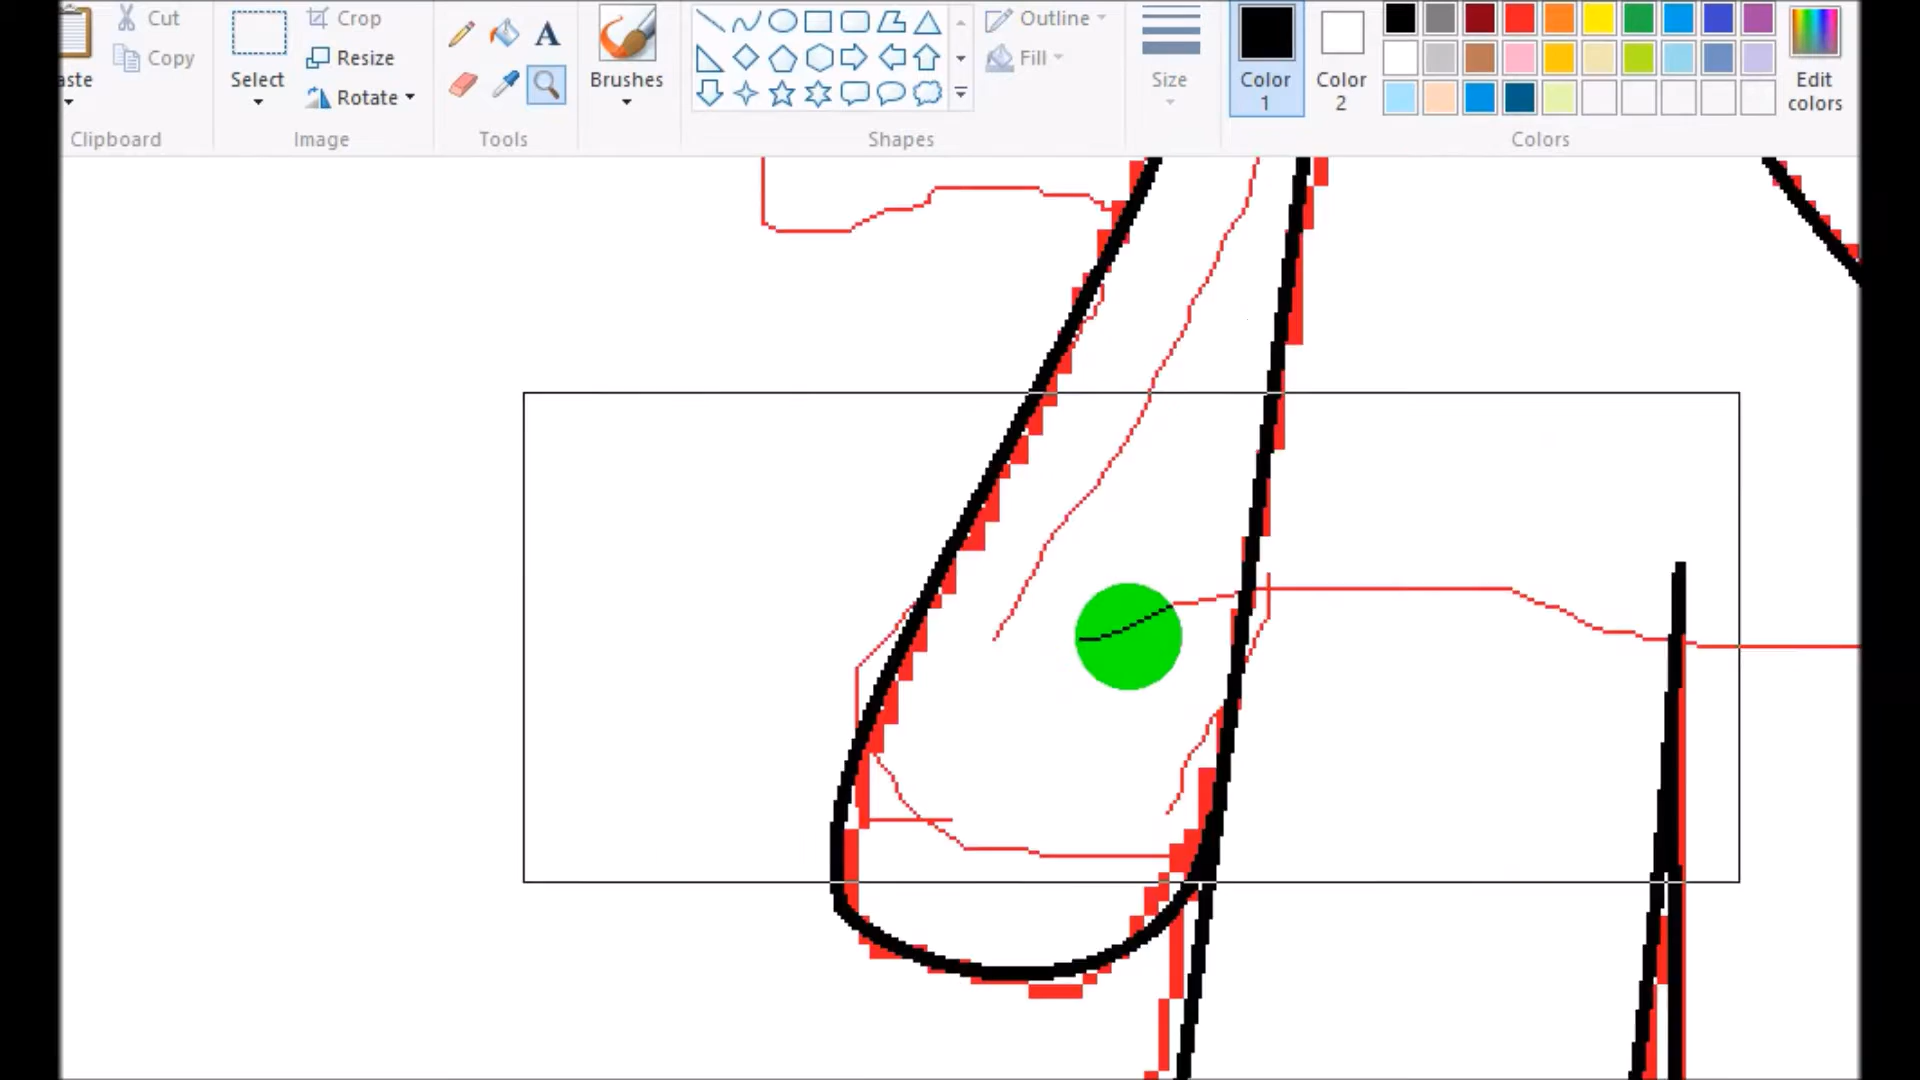 Cut
Crop
Outline
Copy
Resize
Fill
aste
Select
Rotate
A
Brushes
Size
Color
1
Color
2
Edit
colors
Clipboard
Image
Tools
Shapes
Colors